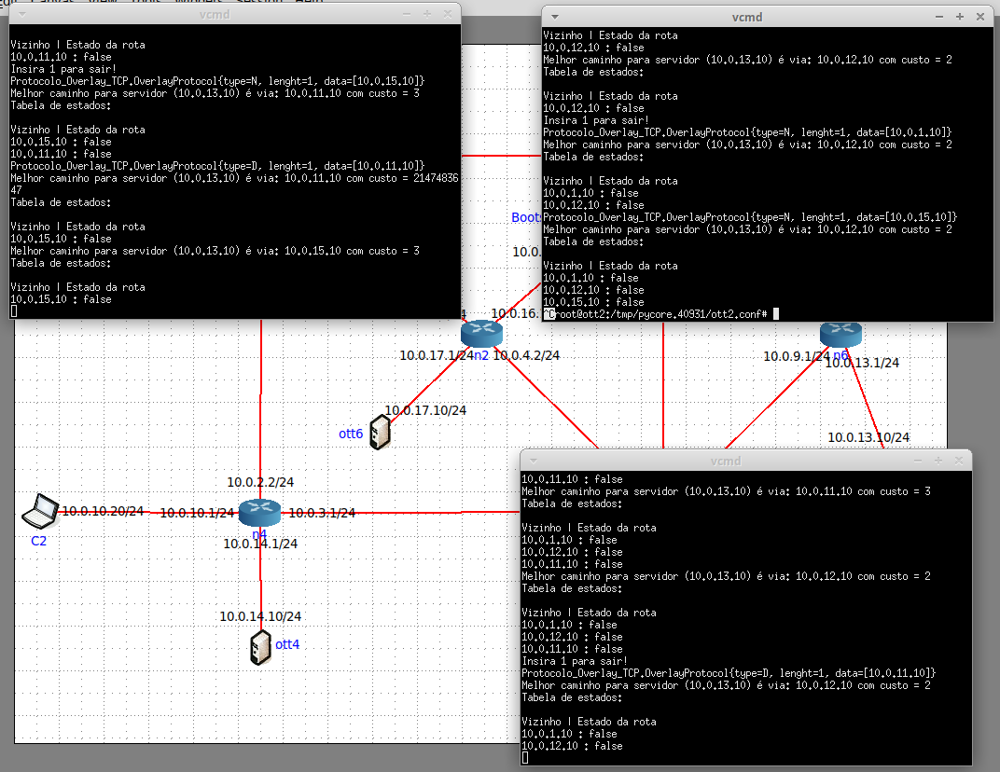 Canvas View Tools Widgets Session Help
vcmd
Vizinho | Estado da rota
10.0.11.10 : false
Insira 1 para sair!
Protocolo_Overlay_TCP.OverlayProtocol{type=N, lenght=1, data=[10.0.15.10]}
Melhor caminho para servidor (10.0.13.10) é via: 10.0.11.10 com custo = 3
Tabela de estados:
Vizinho | Estado da rota
10.0.15.10 : false
10.0.11.10 : false
Protocolo_Overlay_TCP.OverlayProtocol{type=D, lenght=1, data=[10.0.11.10]}
Melhor caminho para servidor (10.0.13.10) é via: 10.0.11.10 com custo = 21474836
47
Tabela de estados:
Vizinho | Estado da rota
10.0.15.10 : false
Melhor caminho para servidor (10.0.13.10) é via: 10.0.15.10 com custo = 3
Tabela de estados:
Vizinho | Estado da rota
10.0.15.10 : false
vcmd
Vizinho | Estado da rota
10.0.12.10 : false
Melhor caminho para servidor (10.0.13.10) é via: 10.0.12.10 com custo = 2
Tabela de estados:
Vizinho | Estado da rota
10.0.12.10 : false
Insira 1 para sair!
Protocolo_Overlay_TCP.OverlayProtocol{type=N, lenght=1, data=[10.0.1.10]}
Melhor caminho para servidor (10.0.13.10) é via: 10.0.12.10 com custo = 2
Tabela de estados:
Vizinho | Estado da rota
10.0.1.10 : false
10.0.12.10 : false
Protocolo_Overlay_TCP.OverlayProtocol{type=N, lenght=1, data=[10.0.15.10]}
Melhor caminho para servidor (10.0.13.10) é via: 10.0.12.10 com custo = 2
Tabela de estados:
Vizinho | Estado da rota
10.0.1.10 : false
10.0.12.10 : false
10.0.15.10 : false
^Croot@ott2:/tmp/pycore.40931/ott2.conf#
Boot
10.0.
10.0.16.
n2
10.0.17.1/24
10.0.4.2/24
10.0.17.10/24
ott6
n6
10.0.9.1/24
10.0.13.1/24
10.0.13.10/24
10.0.2.2/24
C2
10.0.10.20/24
10.0.10.1/24
10.0.3.1/24
n4
10.0.14.1/24
10.0.14.10/24
ott4
vcmd
10.0.11.10 : false
Melhor caminho para servidor (10.0.13.10) é via: 10.0.11.10 com custo = 3
Tabela de estados:
Vizinho | Estado da rota
10.0.1.10 : false
10.0.12.10 : false
10.0.11.10 : false
Melhor caminho para servidor (10.0.13.10) é via: 10.0.12.10 com custo = 2
Tabela de estados:
Vizinho | Estado da rota
10.0.1.10 : false
10.0.12.10 : false
10.0.11.10 : false
Insira 1 para sair!
Protocolo_Overlay_TCP.OverlayProtocol{type=D, lenght=1, data=[10.0.11.10]}
Melhor caminho para servidor (10.0.13.10) é via: 10.0.12.10 com custo = 2
Tabela de estados:
Vizinho | Estado da rota
10.0.1.10 : false
10.0.12.10 : false